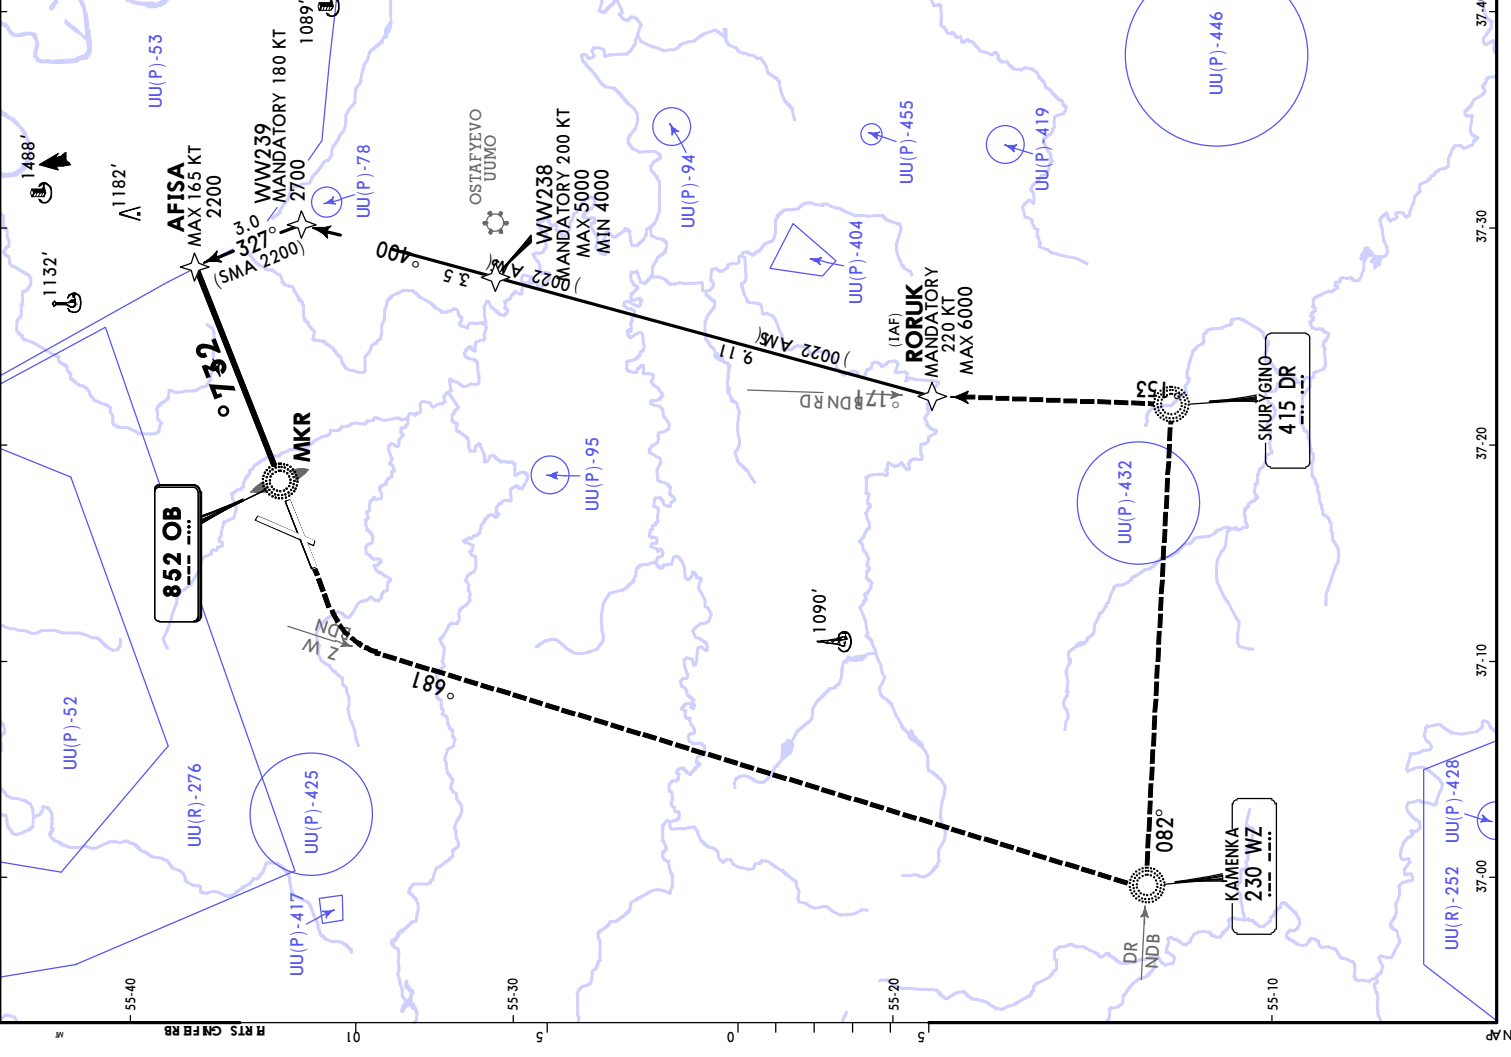 1488'
UU(P)-53
1089'
1182'
AFISA
MAX 165 KT
2200
WW239
MANDATORY 180 KT
2700
3.0
327°
(SMA 2200)
1132'
UU(P)-78
OSTAFYEVO
UUMO
WW238
MANDATORY 200 KT
MAX 5000
MIN 4000
UU(P)-94
UU(P)-455
UU(P)-419
UU(P)-446
37-30
37-20
37-10
37-00
400°
3.5
UU(P)-404
(IAF)
RORUK
MANDATORY
220 KT
MAX 6000
9.11
MKR
852 OB
UU(P)-95
UU(P)-432
SKURYGINO
415 DR
1090'
189°
082°
KAMENKA
230 WZ
DR
NDB
UU(P)-52
UU(R)-276
UU(P)-425
UU(P)-417
UU(P)-428
UU(R)-252
55-40
55-30
55-20
55-10
10
5
0
5